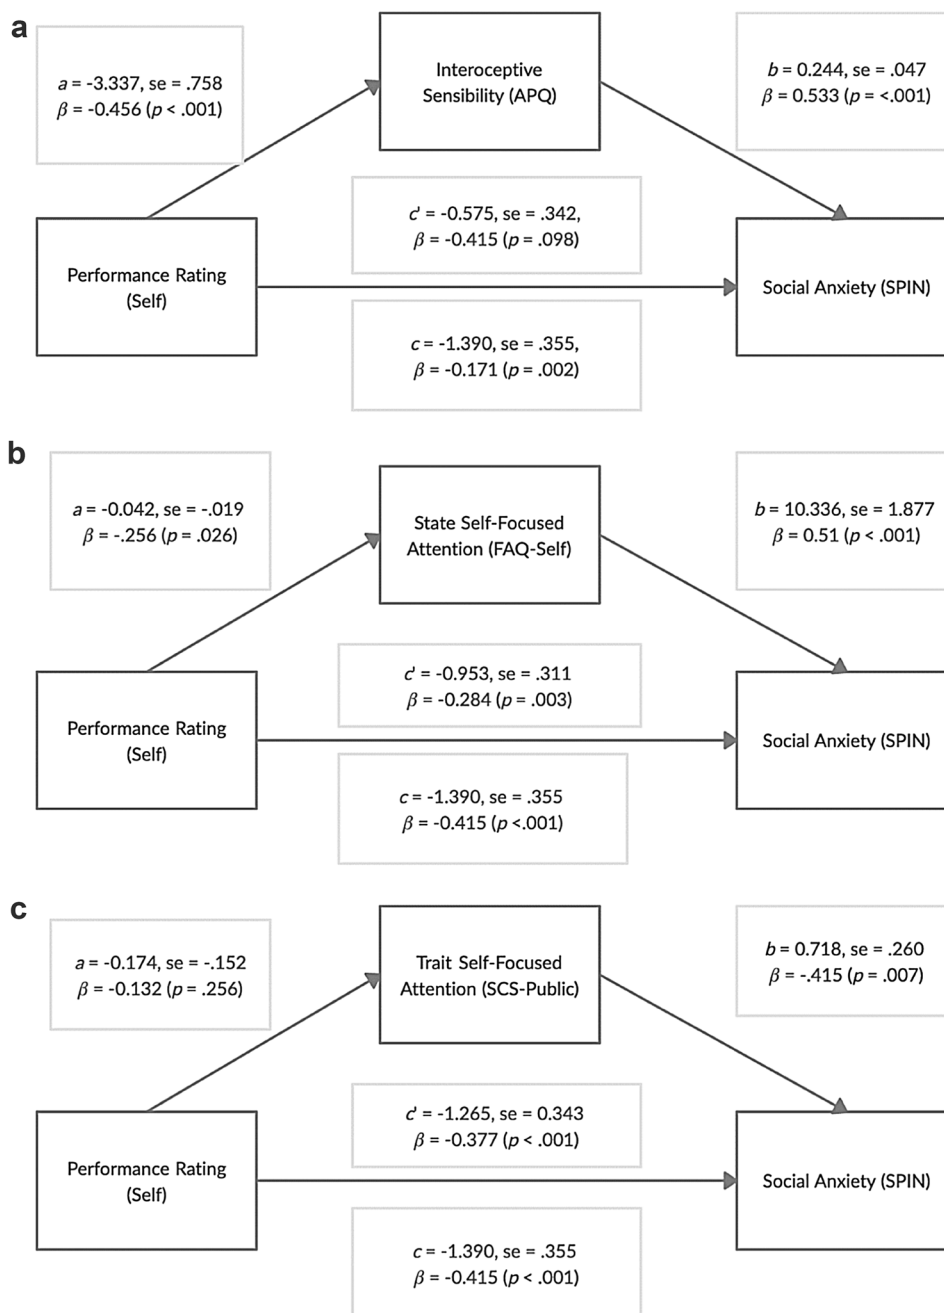 a
a = -3.337, se = .758
β = -0.456 (p < .001)
Interoceptive
Sensibility (APQ)
b = 0.244, se = .047
β = 0.533 (p = <.001)
c' = -0.575, se = .342,
β = -0.415 (p = .098)
Performance Rating
(Self)
Social Anxiety (SPIN)
c = -1.390, se = .355,
β = -0.171 (p = .002)
b
a = -0.042, se = -.019
β = -.256 (p = .026)
State Self-Focused
Attention (FAQ-Self)
b = 10.336, se = 1.877
β = 0.51 (p < .001)
c' = -0.953, se = .311
β = -0.284 (p = .003)
Performance Rating
(Self)
Social Anxiety (SPIN)
c = -1.390, se = .355
β = -0.415 (p <.001)
c
a = -0.174, se = -.152
β = -0.132 (p = .256)
Trait Self-Focused
Attention (SCS-Public)
b = 0.718, se = .260
β = -.415 (p = .007)
c' = -1.265, se = 0.343
β = -0.377 (p < .001)
Performance Rating
(Self)
Social Anxiety (SPIN)
c = -1.390, se = .355
β = -0.415 (p < .001)